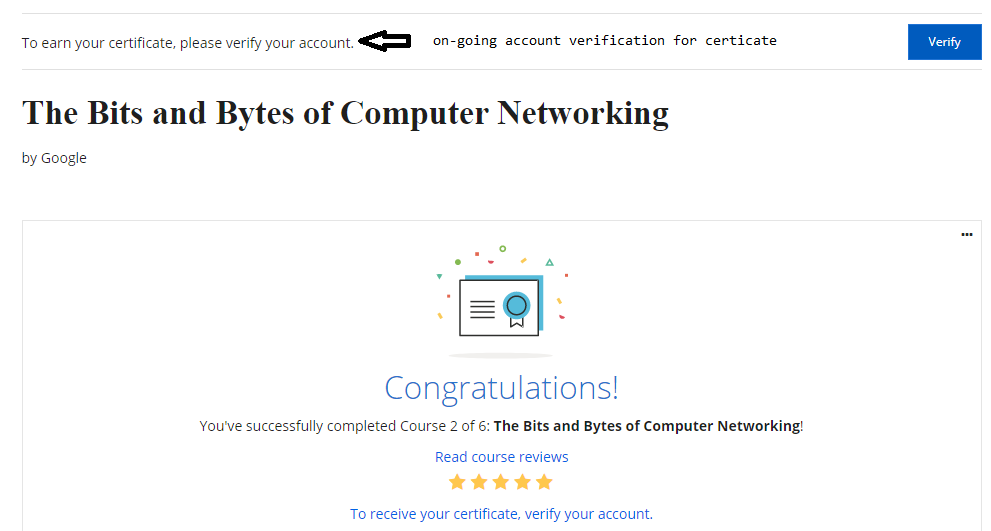 To earn your certificate, please verify your account.
on-going account verification for certicate
Verify
The Bits and Bytes of Computer Networking
by Google
Congratulations!
You've successfully completed Course 2 of 6: The Bits and Bytes of Computer Networking!
Read course reviews
To receive your certificate, verify your account.